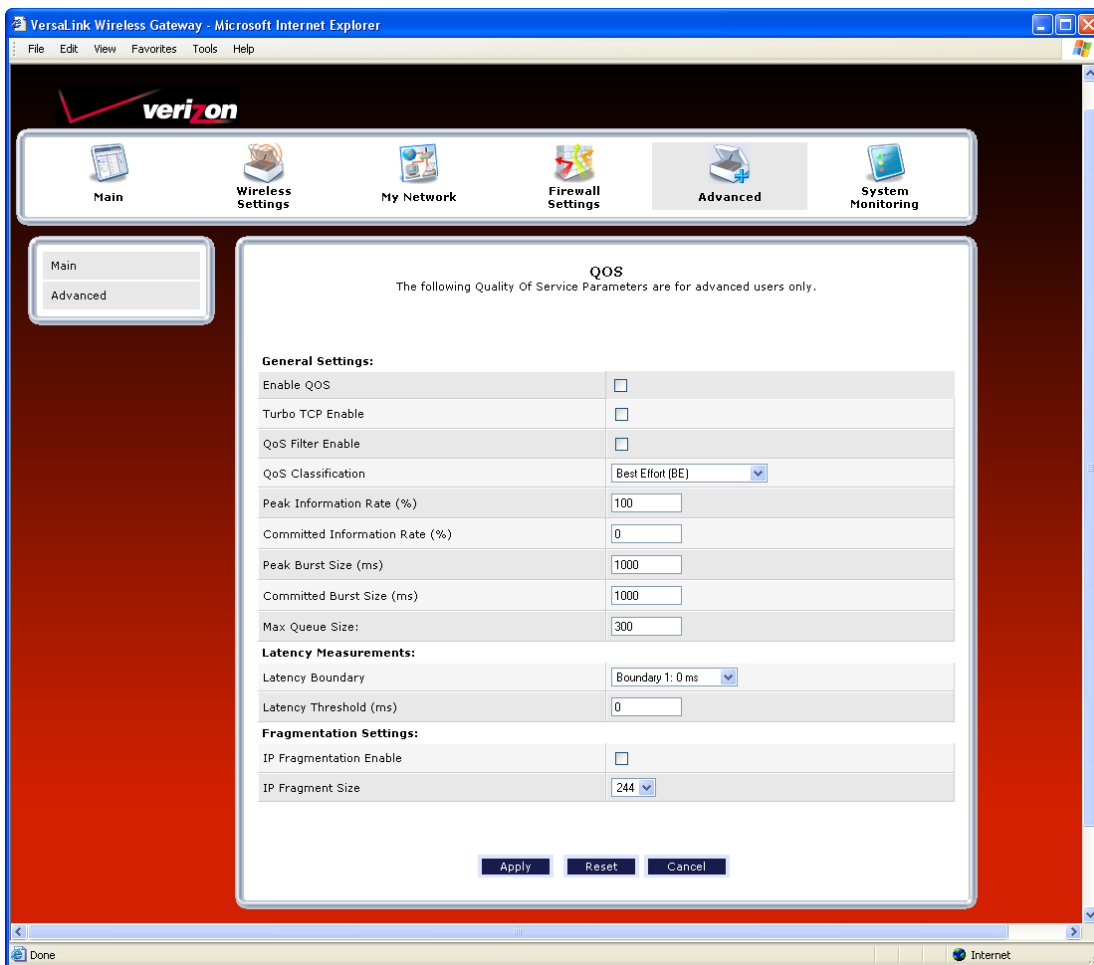 VersaLink Wireless Gateway - Microsoft Internet Explorer
File Edit View Favorites Tools Help
verizon
Main
Wireless
Settings
My Network
Firewall
Settings
Advanced
System
Monitoring
Main
Advanced
QOS
The following Quality Of Service Parameters are for advanced users only.
General Settings:
Enable QOS
Turbo TCP Enable
QoS Filter Enable
QoS Classification Best Effort (BE)
Peak Information Rate (%) 100
Committed Information Rate (%) 0
Peak Burst Size (ms) 1000
Committed Burst Size (ms) 1000
Max Queue Size: 300
Latency Measurements:
Latency Boundary Boundary 1: 0 ms
Latency Threshold (ms) 0
Fragmentation Settings:
IP Fragmentation Enable
IP Fragment Size 244
Apply Reset Cancel
Done Internet